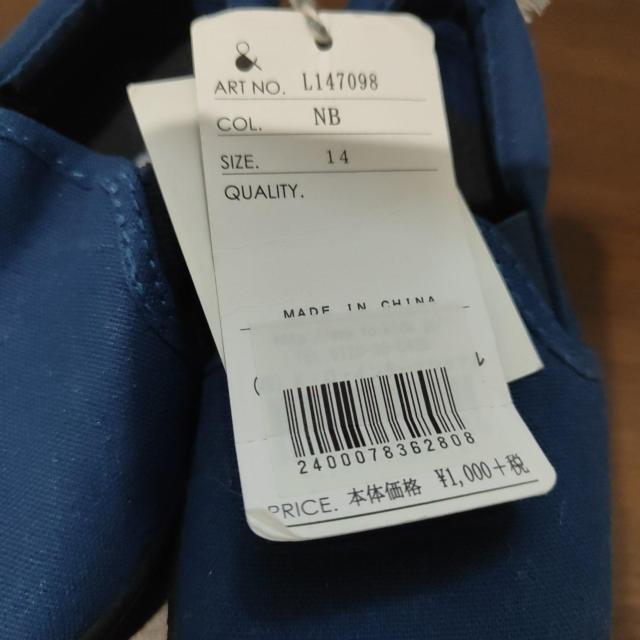 &
ART NO. L147098
COL. NB
SIZE. 14
QUALITY.
MADE IN CHINA
2400078362808
PRICE. 本体価格 ¥1,000+税